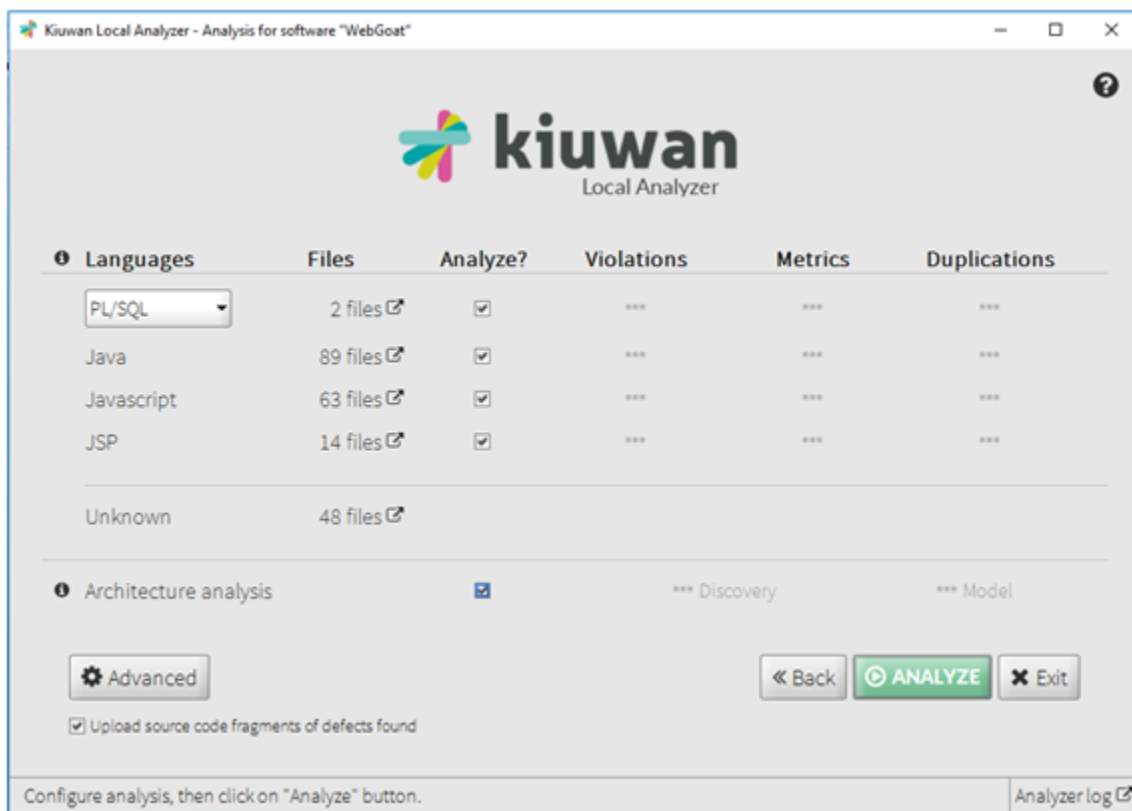 Kiuwan Local Analyzer - Analysis for software "WebGoat"
kiuwan
Local Analyzer
Languages Files Analyze? Violations Metrics Duplications
PL/SQL 2 files
Java 89 files
Javascript 63 files
JSP 14 files
Unknown 48 files
Architecture analysis *** Discovery *** Model
Advanced « Back ANALYZE Exit
Upload source code fragments of defects found
Configure analysis, then click on "Analyze" button. Analyzer log